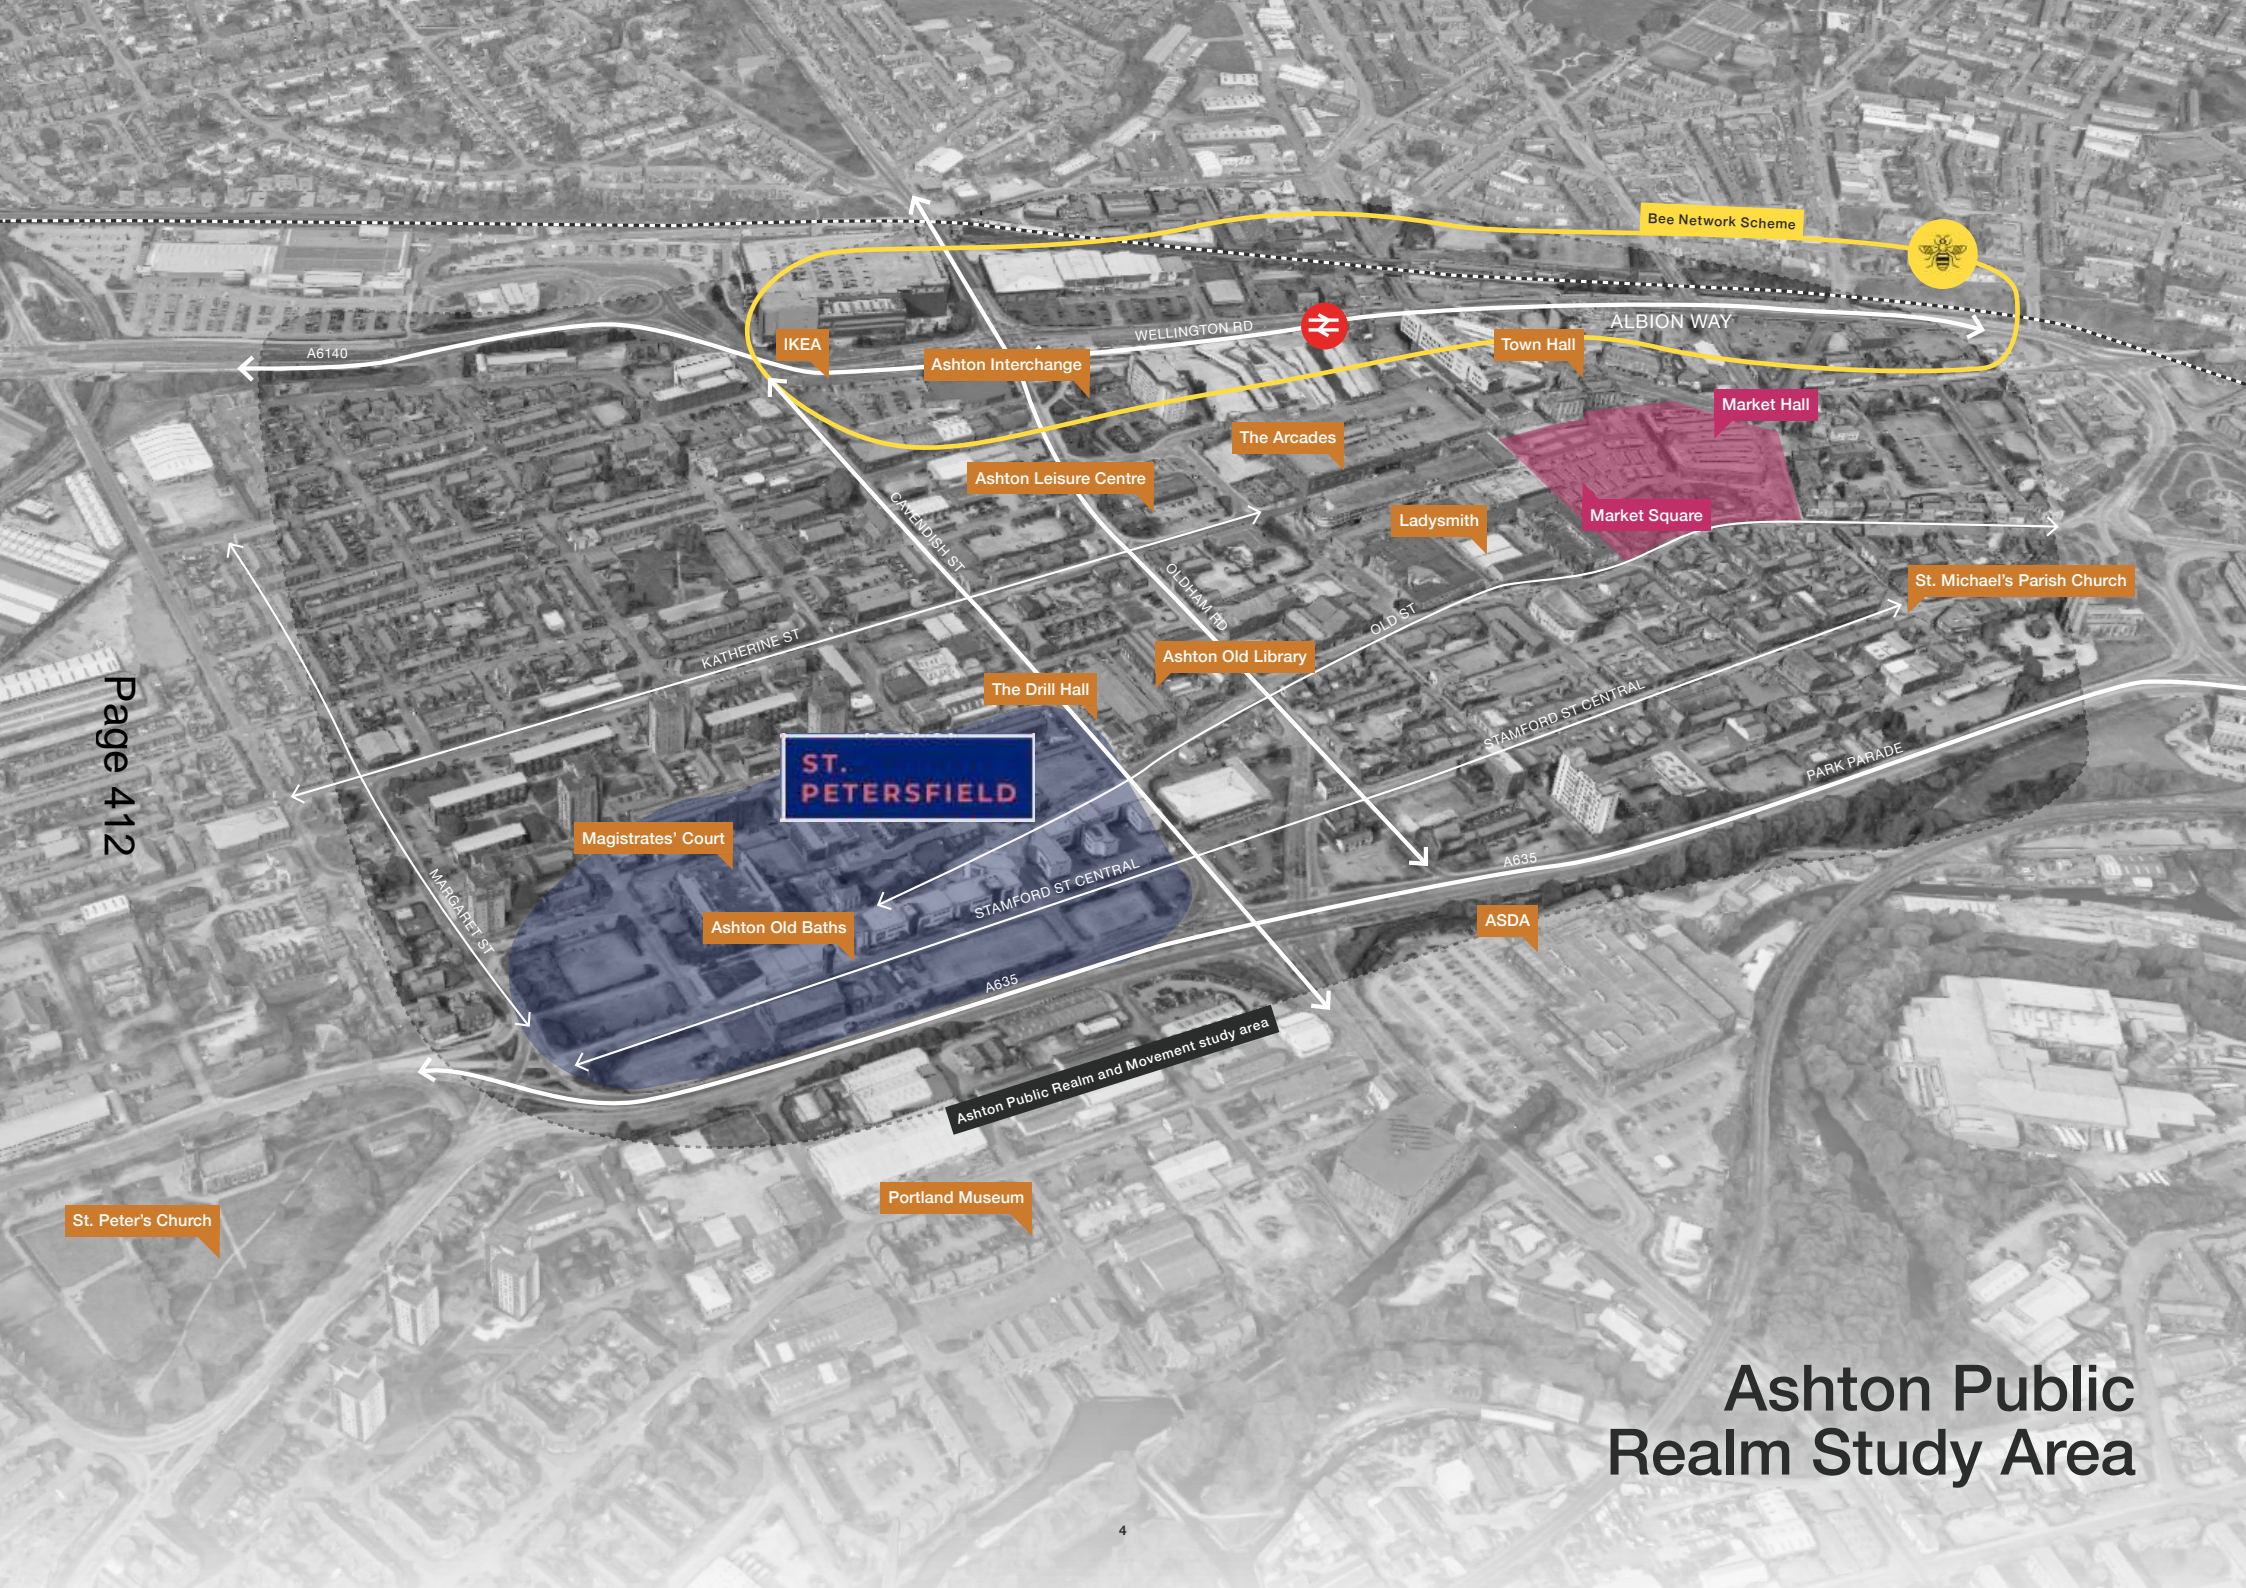 Bee Network Scheme
WELLINGTON RD
ALBION WAY
A6140
IKEA
Ashton Interchange
Town Hall
Market Hall
The Arcades
Ashton Leisure Centre
Market Square
Ladysmith
CAVENDISH ST
OLDHAM RD
St. Michael's Parish Church
KATHERINE ST
OLD ST
Ashton Old Library
The Drill Hall
STAMFORD ST CENTRAL
PARK PARADE
Page 412
ST.
PETERSFIELD
Magistrates' Court
A635
MARGARET ST
STAMFORD ST CENTRAL
Ashton Old Baths
ASDA
A635
Ashton Public Realm and Movement study area
Portland Museum
St. Peter's Church
Ashton Public
Realm Study Area
4